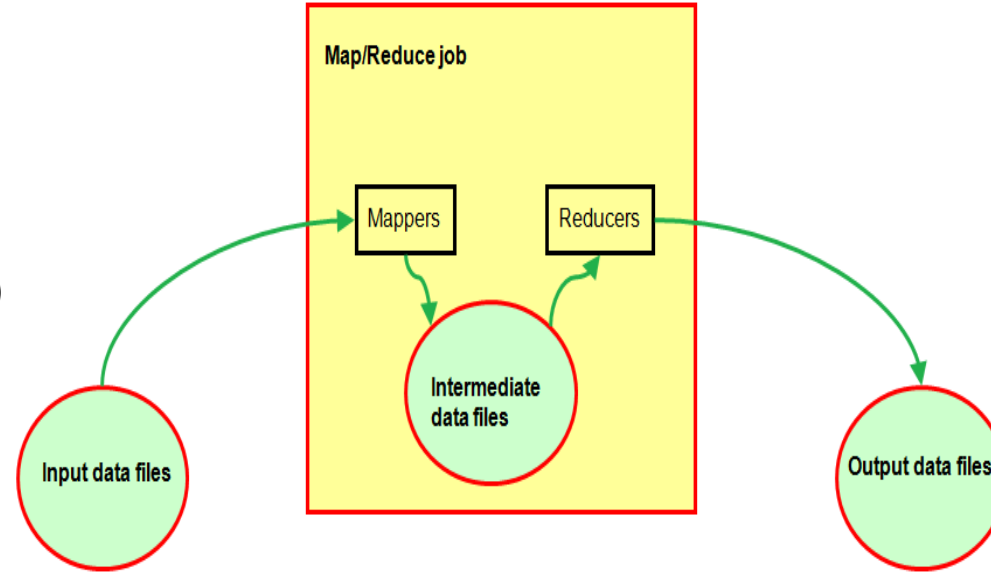 Map/Reduce job
Mappers
Reducers
Intermediate
data files
Input data files
Output data files
)